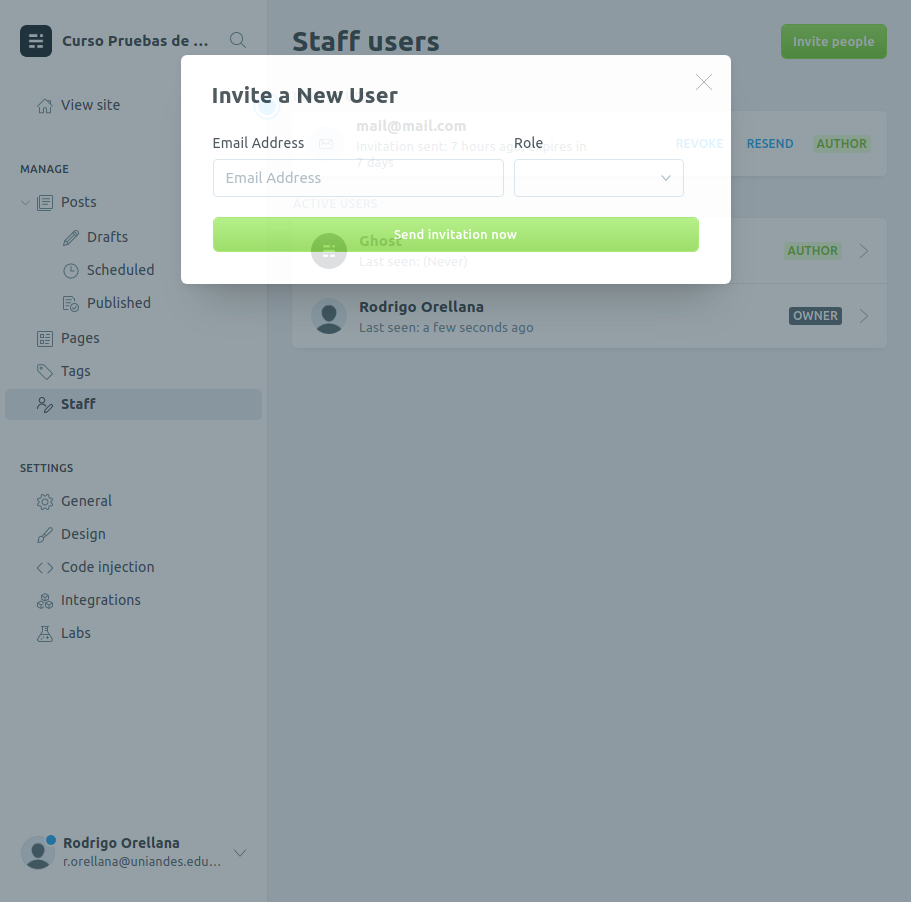 Curso Pruebas de ...
View site
MANAGE
Posts
Drafts
Scheduled
Published
Pages
Tags
Staff
SETTINGS
General
Design
Code injection
Integrations
Labs
Rodrigo Orellana
r.orellana@uniandes.edu...
Staff users
Invite people
Invite a New User
Email Address
Role
Email Address
Send invitation now
mail@mail.com
Invitation sent: 7 hours ago
pires in
7 days
REVOKE
RESEND
AUTHOR
ACTIVE USERS
Ghost
Last seen: (Never)
AUTHOR
Rodrigo Orellana
Last seen: a few seconds ago
OWNER